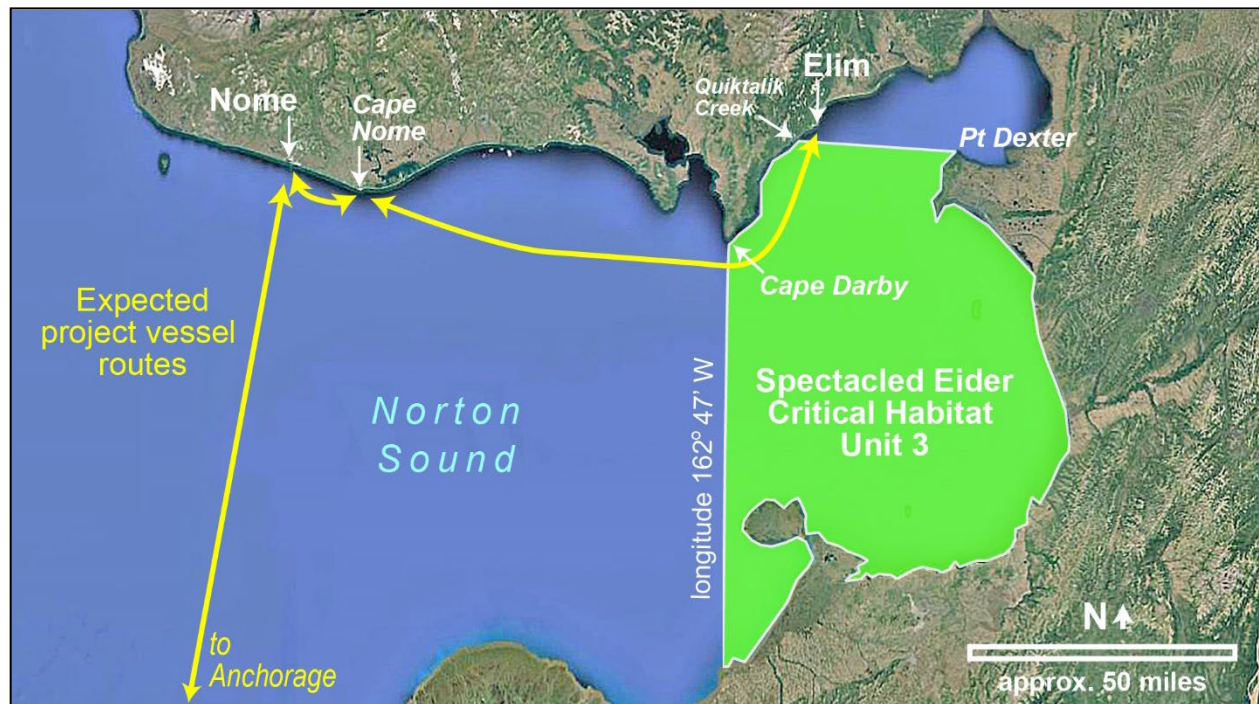 Nome
Cape
Nome
Quiktalik
Creek
Elim
Pt Dexter
Cape Darby
Expected
project vessel
routes
Norton
Sound
longitude 162° 47' W
Spectacled Eider
Critical Habitat
Unit 3
to
Anchorage
N
approx. 50 miles